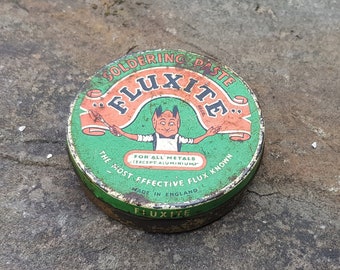 SOLDERING PASTE
FLUXITE
FOR ALL METALS
(EXCEPT ALUMINIUM)
THE MOST EFFECTIVE FLUX KNOWN
MADE IN ENGLAND
FLUXITE